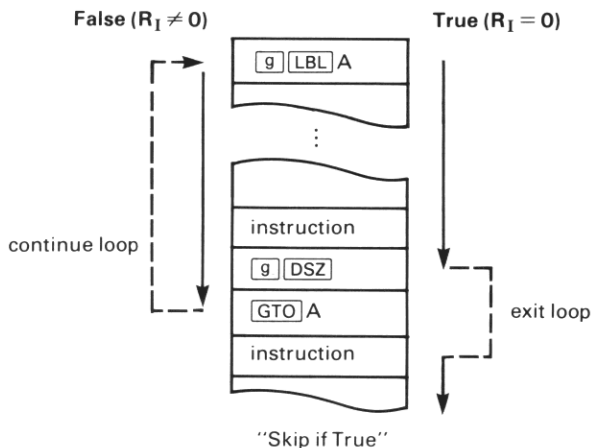 False (R_I ≠ 0)
True (R_I = 0)
g LBL A
⋮
instruction
continue loop
g DSZ
GTO A
exit loop
instruction
"Skip if True"